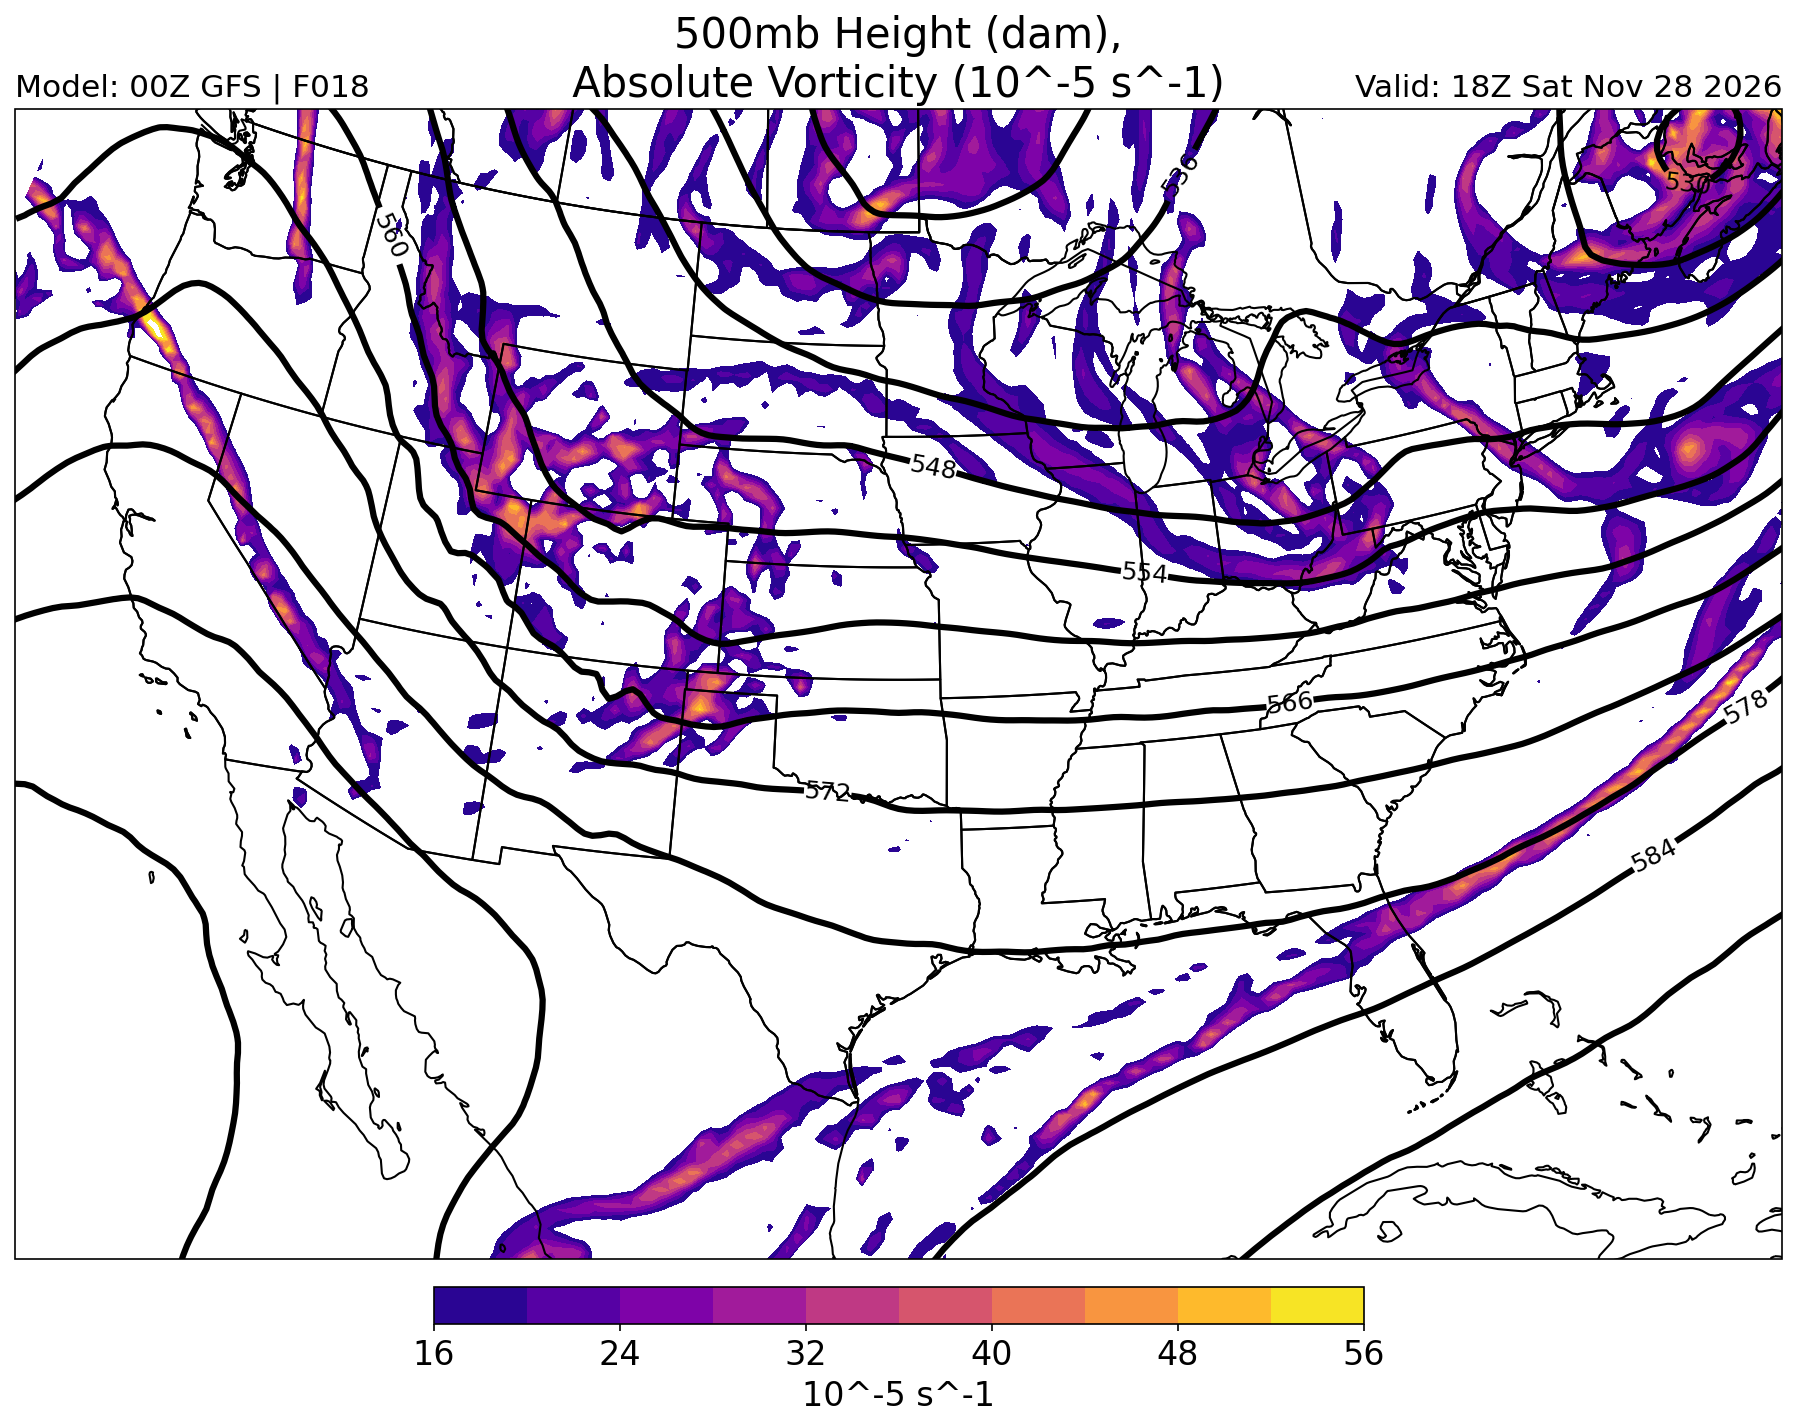 500mb Height (dam),
Absolute Vorticity (10^-5 s^-1)
Model: 00Z GFS | F018
Valid: 18Z Sat Nov 28 2026
536
530
560
548
554
566
578
572
584
16 24 32 40 48 56
10^-5 s^-1